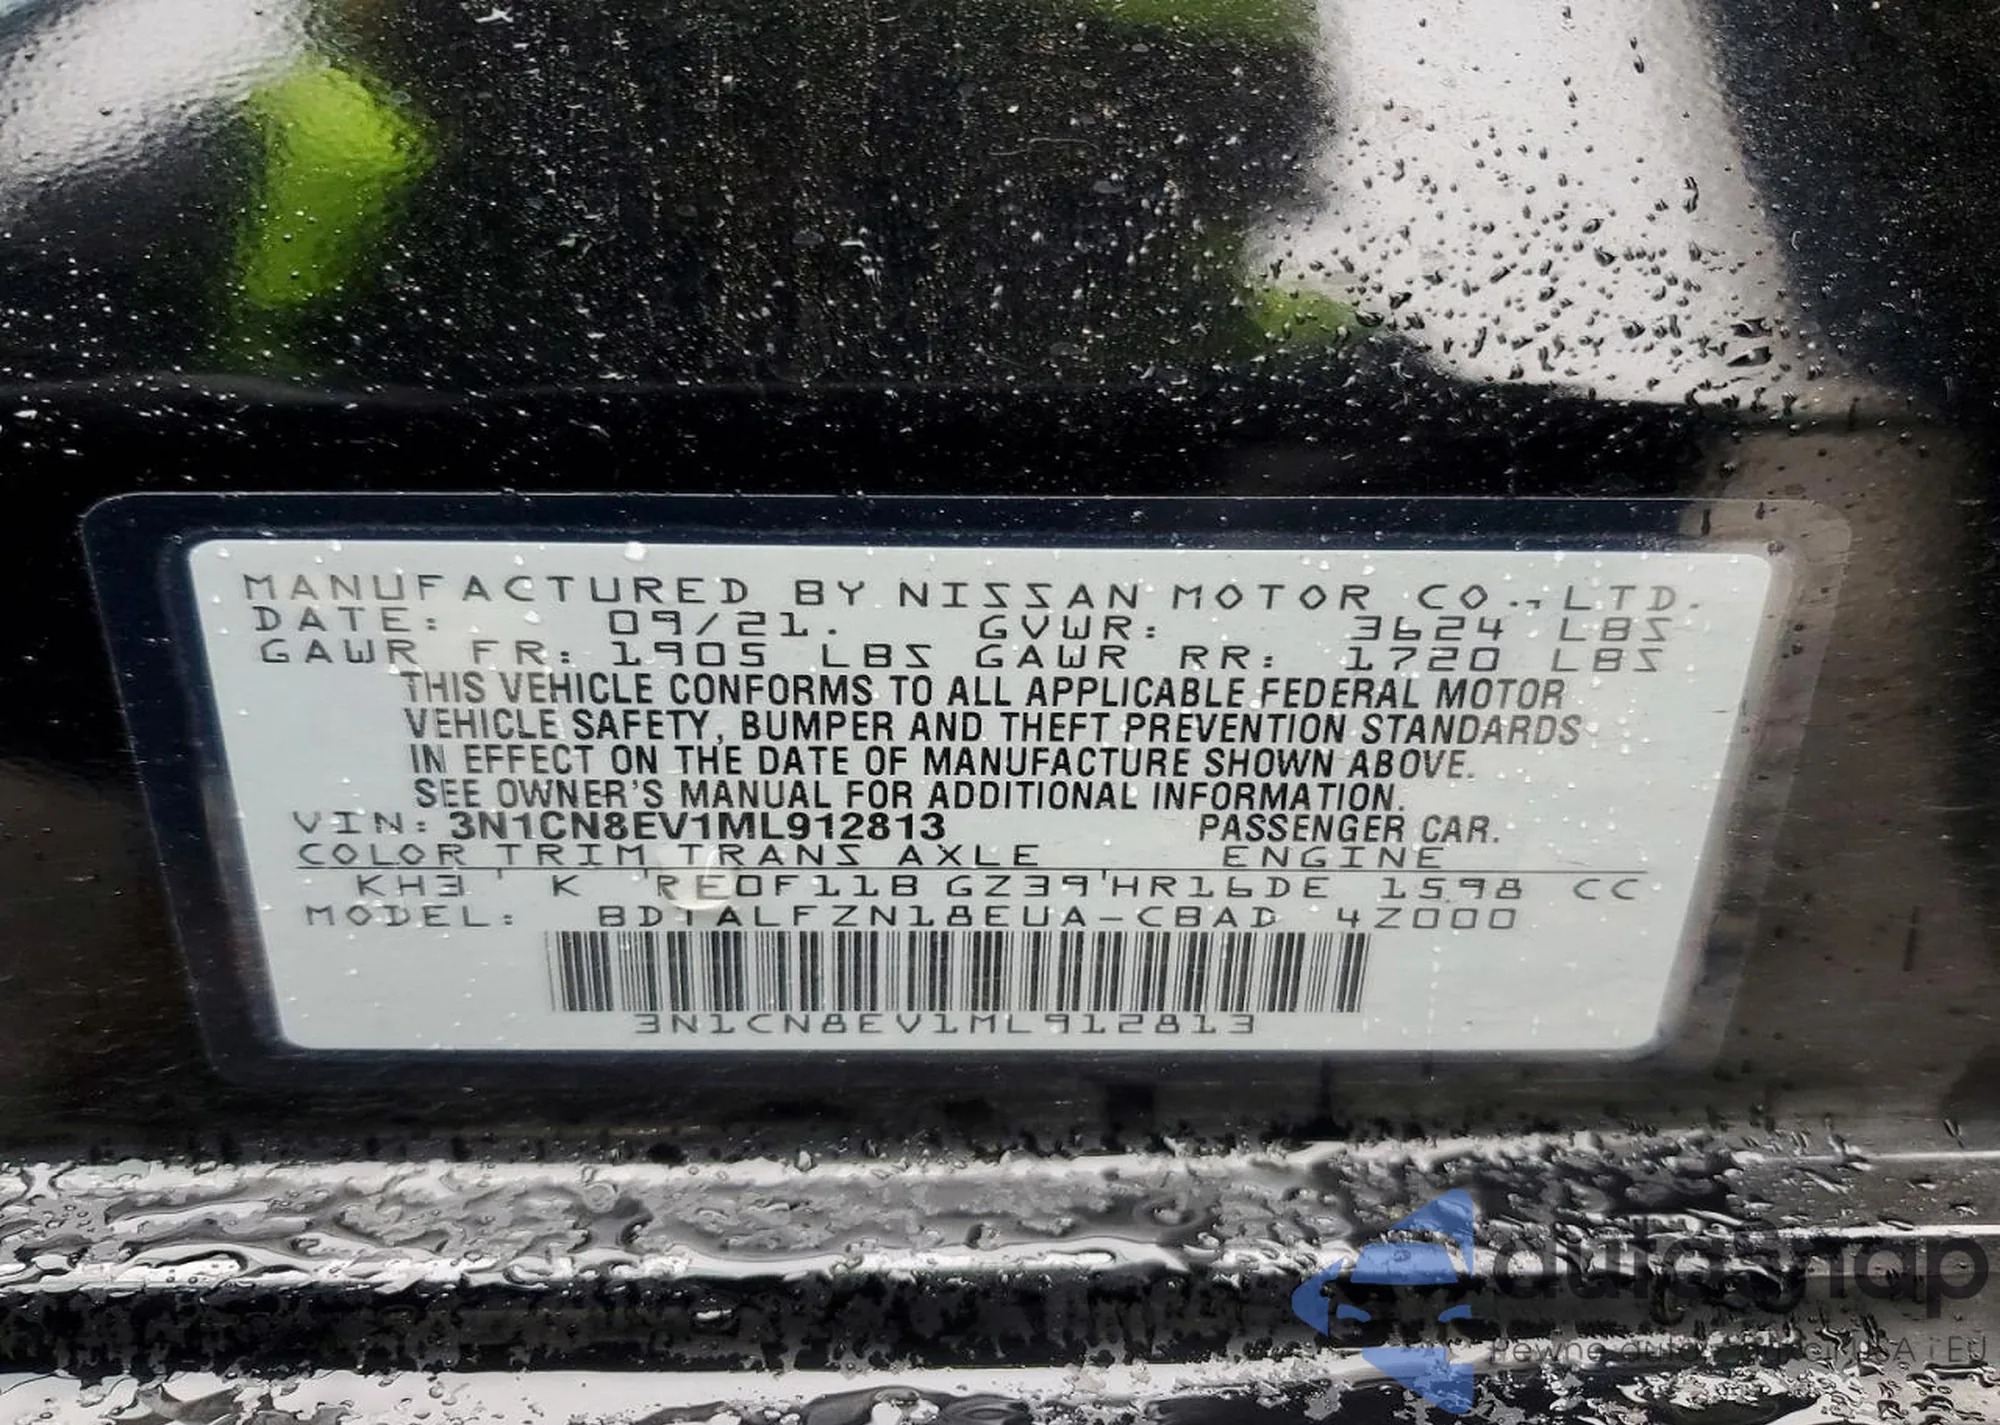 MANUFACTURED BY NISSAN MOTOR CO., LTD.
DATE: 09/21. GVWR: 3624 LBS
GAWR FR: 1905 LBS GAWR RR: 1720 LBS
THIS VEHICLE CONFORMS TO ALL APPLICABLE FEDERAL MOTOR
VEHICLE SAFETY, BUMPER AND THEFT PREVENTION STANDARDS
IN EFFECT ON THE DATE OF MANUFACTURE SHOWN ABOVE.
SEE OWNER'S MANUAL FOR ADDITIONAL INFORMATION.
VIN: 3N1CN8EV1ML912813 PASSENGER CAR.
COLOR TRIM TRANS AXLE ENGINE
KH3 K RE0F11B GZ39 HR16DE 1598 CC
MODEL: BDTALFZN18EUA-CBAD 4Z000
3N1CN8EV1ML912813
autosnap
Pewne auta